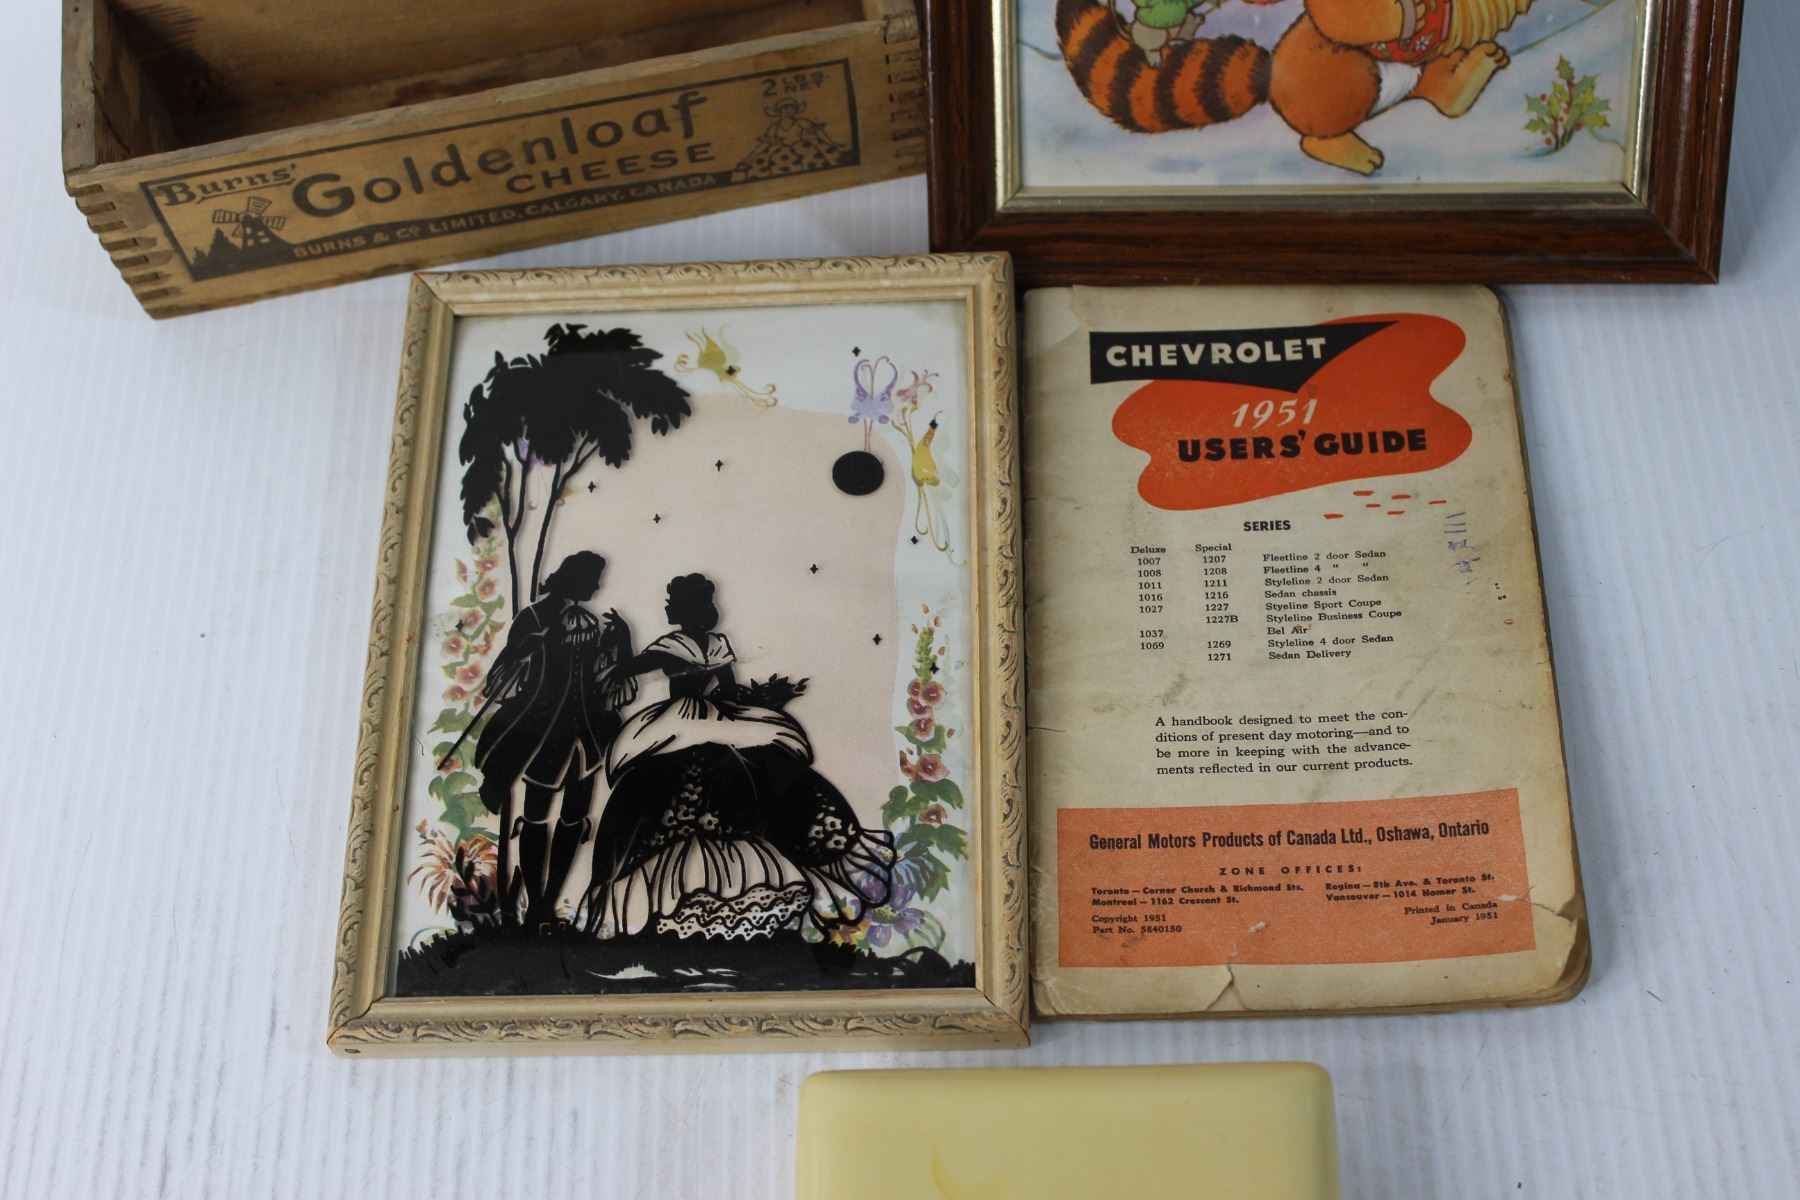 Burns'
Goldenloaf
2 LBS. NET
CHEESE
BURNS & Co LIMITED, CALGARY, CANADA
CHEVROLET
1951
USERS' GUIDE
SERIES
Deluxe Special
1007 1207 Fleetline 2 door Sedan
1008 1208 Fleetline 4 " "
1011 1211 Styleline 2 door Sedan
1016 1216 Sedan chassis
1027 1227 Styeline Sport Coupe
1227B Styleline Business Coupe
1037 Bel Air
1069 1269 Styleline 4 door Sedan
1271 Sedan Delivery
A handbook designed to meet the con-
ditions of present day motoring—and to
be more in keeping with the advance-
ments reflected in our current products.
General Motors Products of Canada Ltd., Oshawa, Ontario
ZONE OFFICES:
Toronto — Corner Church & Richmond Sts. Regina — 8th Ave. & Toronto St.
Montreal — 1162 Crescent St. Vancouver — 1014 Homer St.
Copyright 1951 Printed in Canada
Part No. 5840150 January 1951